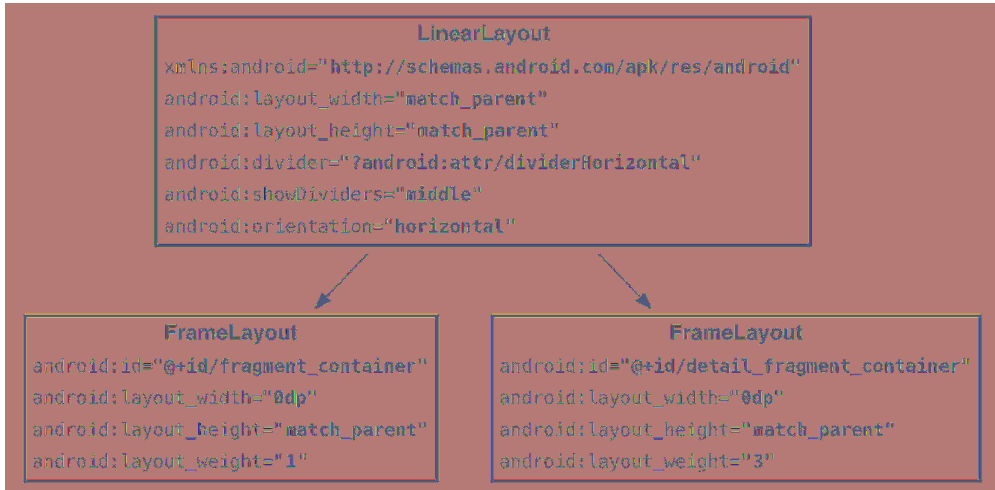 LinearLayout
xmlns:android="http://schemas.android.com/apk/res/android"
android:layout_width="match_parent"
android:layout_height="match_parent"
android:divider="?android:attr/dividerHorizontal"
android:showDividers="middle"
android:orientation="horizontal"
FrameLayout
android:id="@+id/fragment_container"
android:layout_width="0dp"
android:layout_height="match_parent"
android:layout_weight="1"
FrameLayout
android:id="@+id/detail_fragment_container"
android:layout_width="0dp"
android:layout_height="match_parent"
android:layout_weight="3"